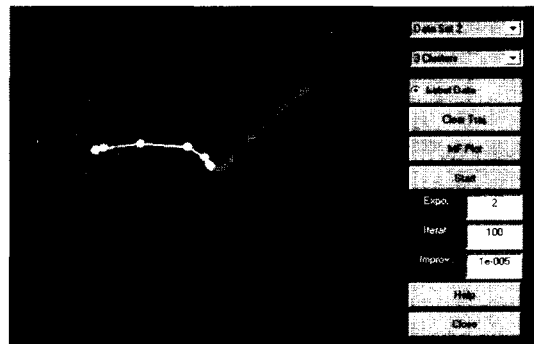 Data Set 2
3 Clusters
Label Data
Clear Traj
MF Plot
Start
Expo. 2
Iterat. 100
Improv. 1e-005
Help
Close